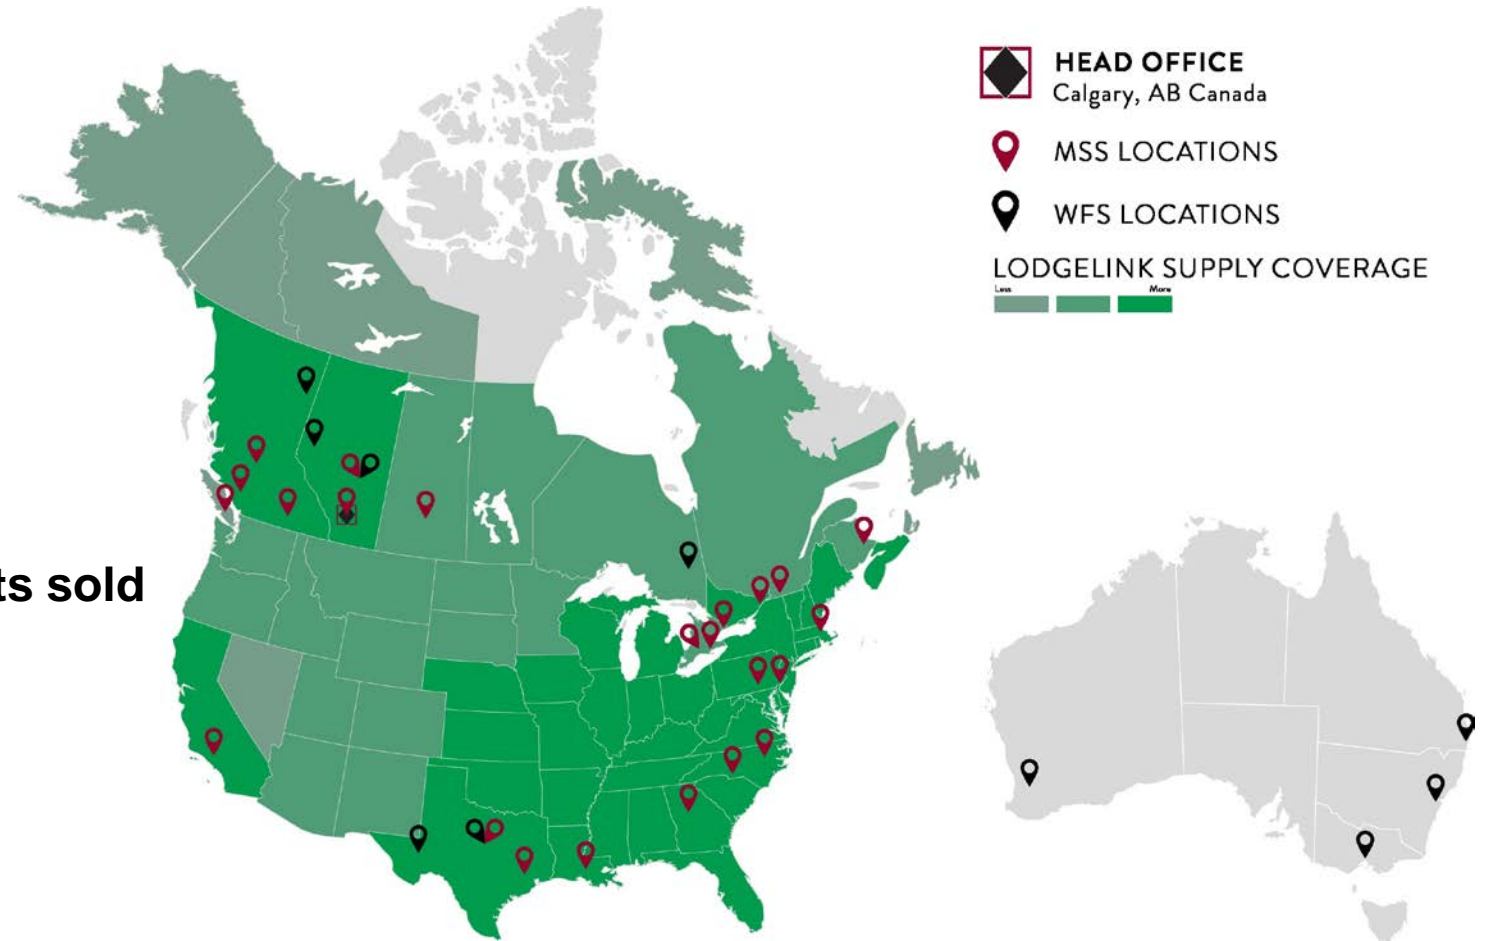 HEAD OFFICE
Calgary, AB Canada
MSS LOCATIONS
WFS LOCATIONS
LODGELINK SUPPLY COVERAGE
Less More
ts sold